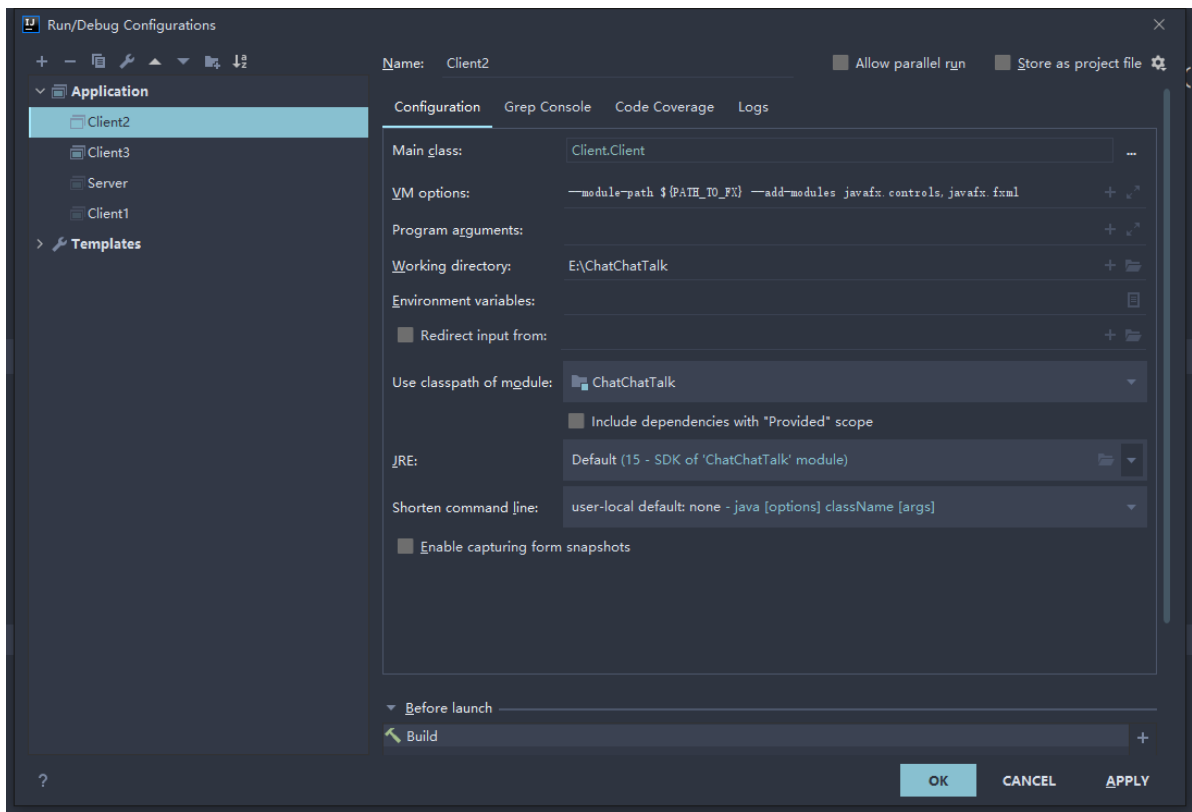 Run/Debug Configurations
Name: Client2
Allow parallel run
Store as project file
Application
Client2
Client3
Server
Client1
Templates
Configuration
Grep Console
Code Coverage
Logs
Main class: Client.Client
...
VM options: --module-path ${PATH_TO_FX} --add-modules javafx.controls,javafx.fxml
Program arguments:
Working directory: E:\ChatChatTalk
Environment variables:
Redirect input from:
Use classpath of module: ChatChatTalk
Include dependencies with "Provided" scope
JRE: Default (15 - SDK of 'ChatChatTalk' module)
Shorten command line: user-local default: none - java [options] className [args]
Enable capturing form snapshots
Before launch
Build
?
OK
CANCEL
APPLY